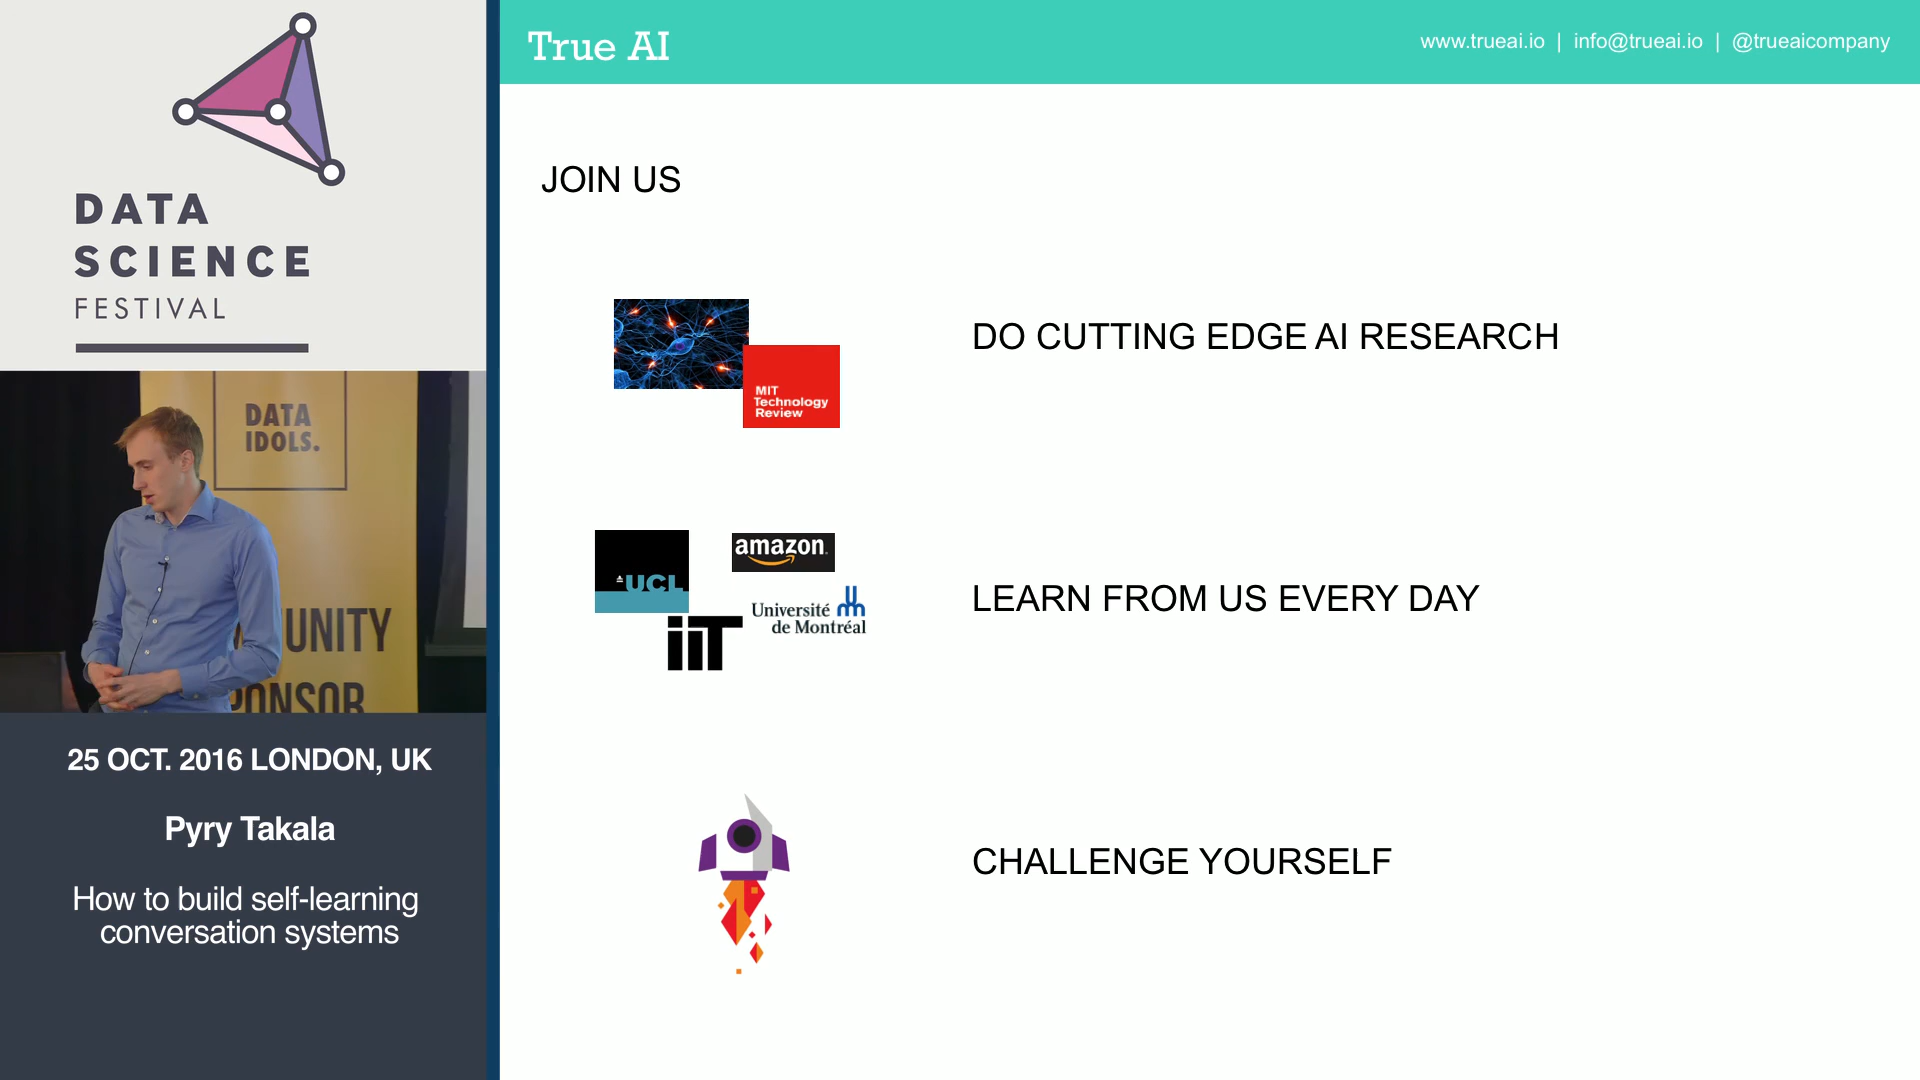 DATA
SCIENCE
FESTIVAL
DATA
IDOLS.
UNITY
PONSOR
25 OCT. 2016 LONDON, UK
Pyry Takala
How to build self-learning
conversation systems
True AI
www.trueai.io | info@trueai.io | @trueaicompany
JOIN US
MIT
Technology
Review
DO CUTTING EDGE AI RESEARCH
UCL
amazon
Université
de Montréal
iiT
LEARN FROM US EVERY DAY
CHALLENGE YOURSELF